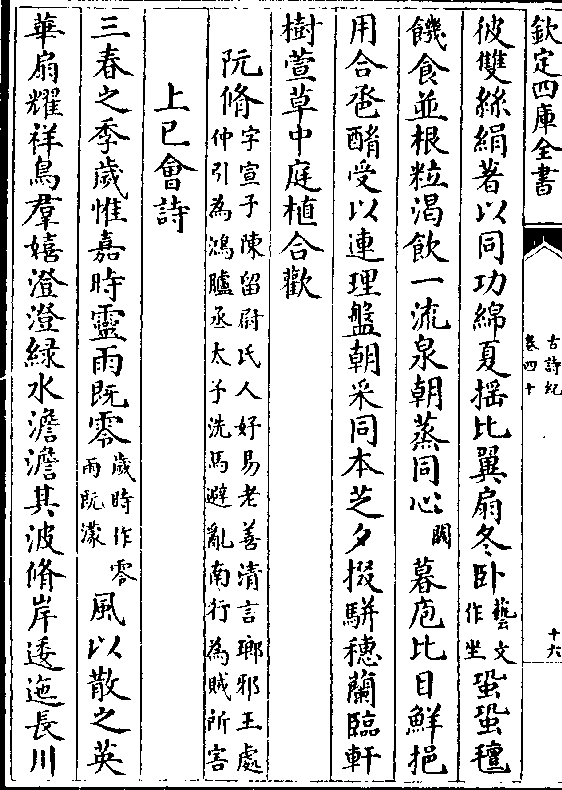 欽定四庫全書
古詩紀
卷四十
十六
彼雙絲絹著以同功綿夏揺比翼扇冬卧藝文作坐蛩蛩氊
饑食並根粒渴飲一流泉朝蒸同心闕暮庖比目鮮挹
用合卺酳受以連理盤朝采同本芝夕掇駢穗蘭臨軒
樹萱草中庭植合歡
阮脩字宣子陳留尉氏人好易老善清言瑯邪王處仲引為鴻臚丞太子洗馬避亂南行為賊所害
上巳會詩
三春之季歲惟嘉時靈雨既零歲時作零雨既濛風以散之英
華扇耀祥鳥羣嬉澄澄緑水澹澹其波脩岸逶迤長川